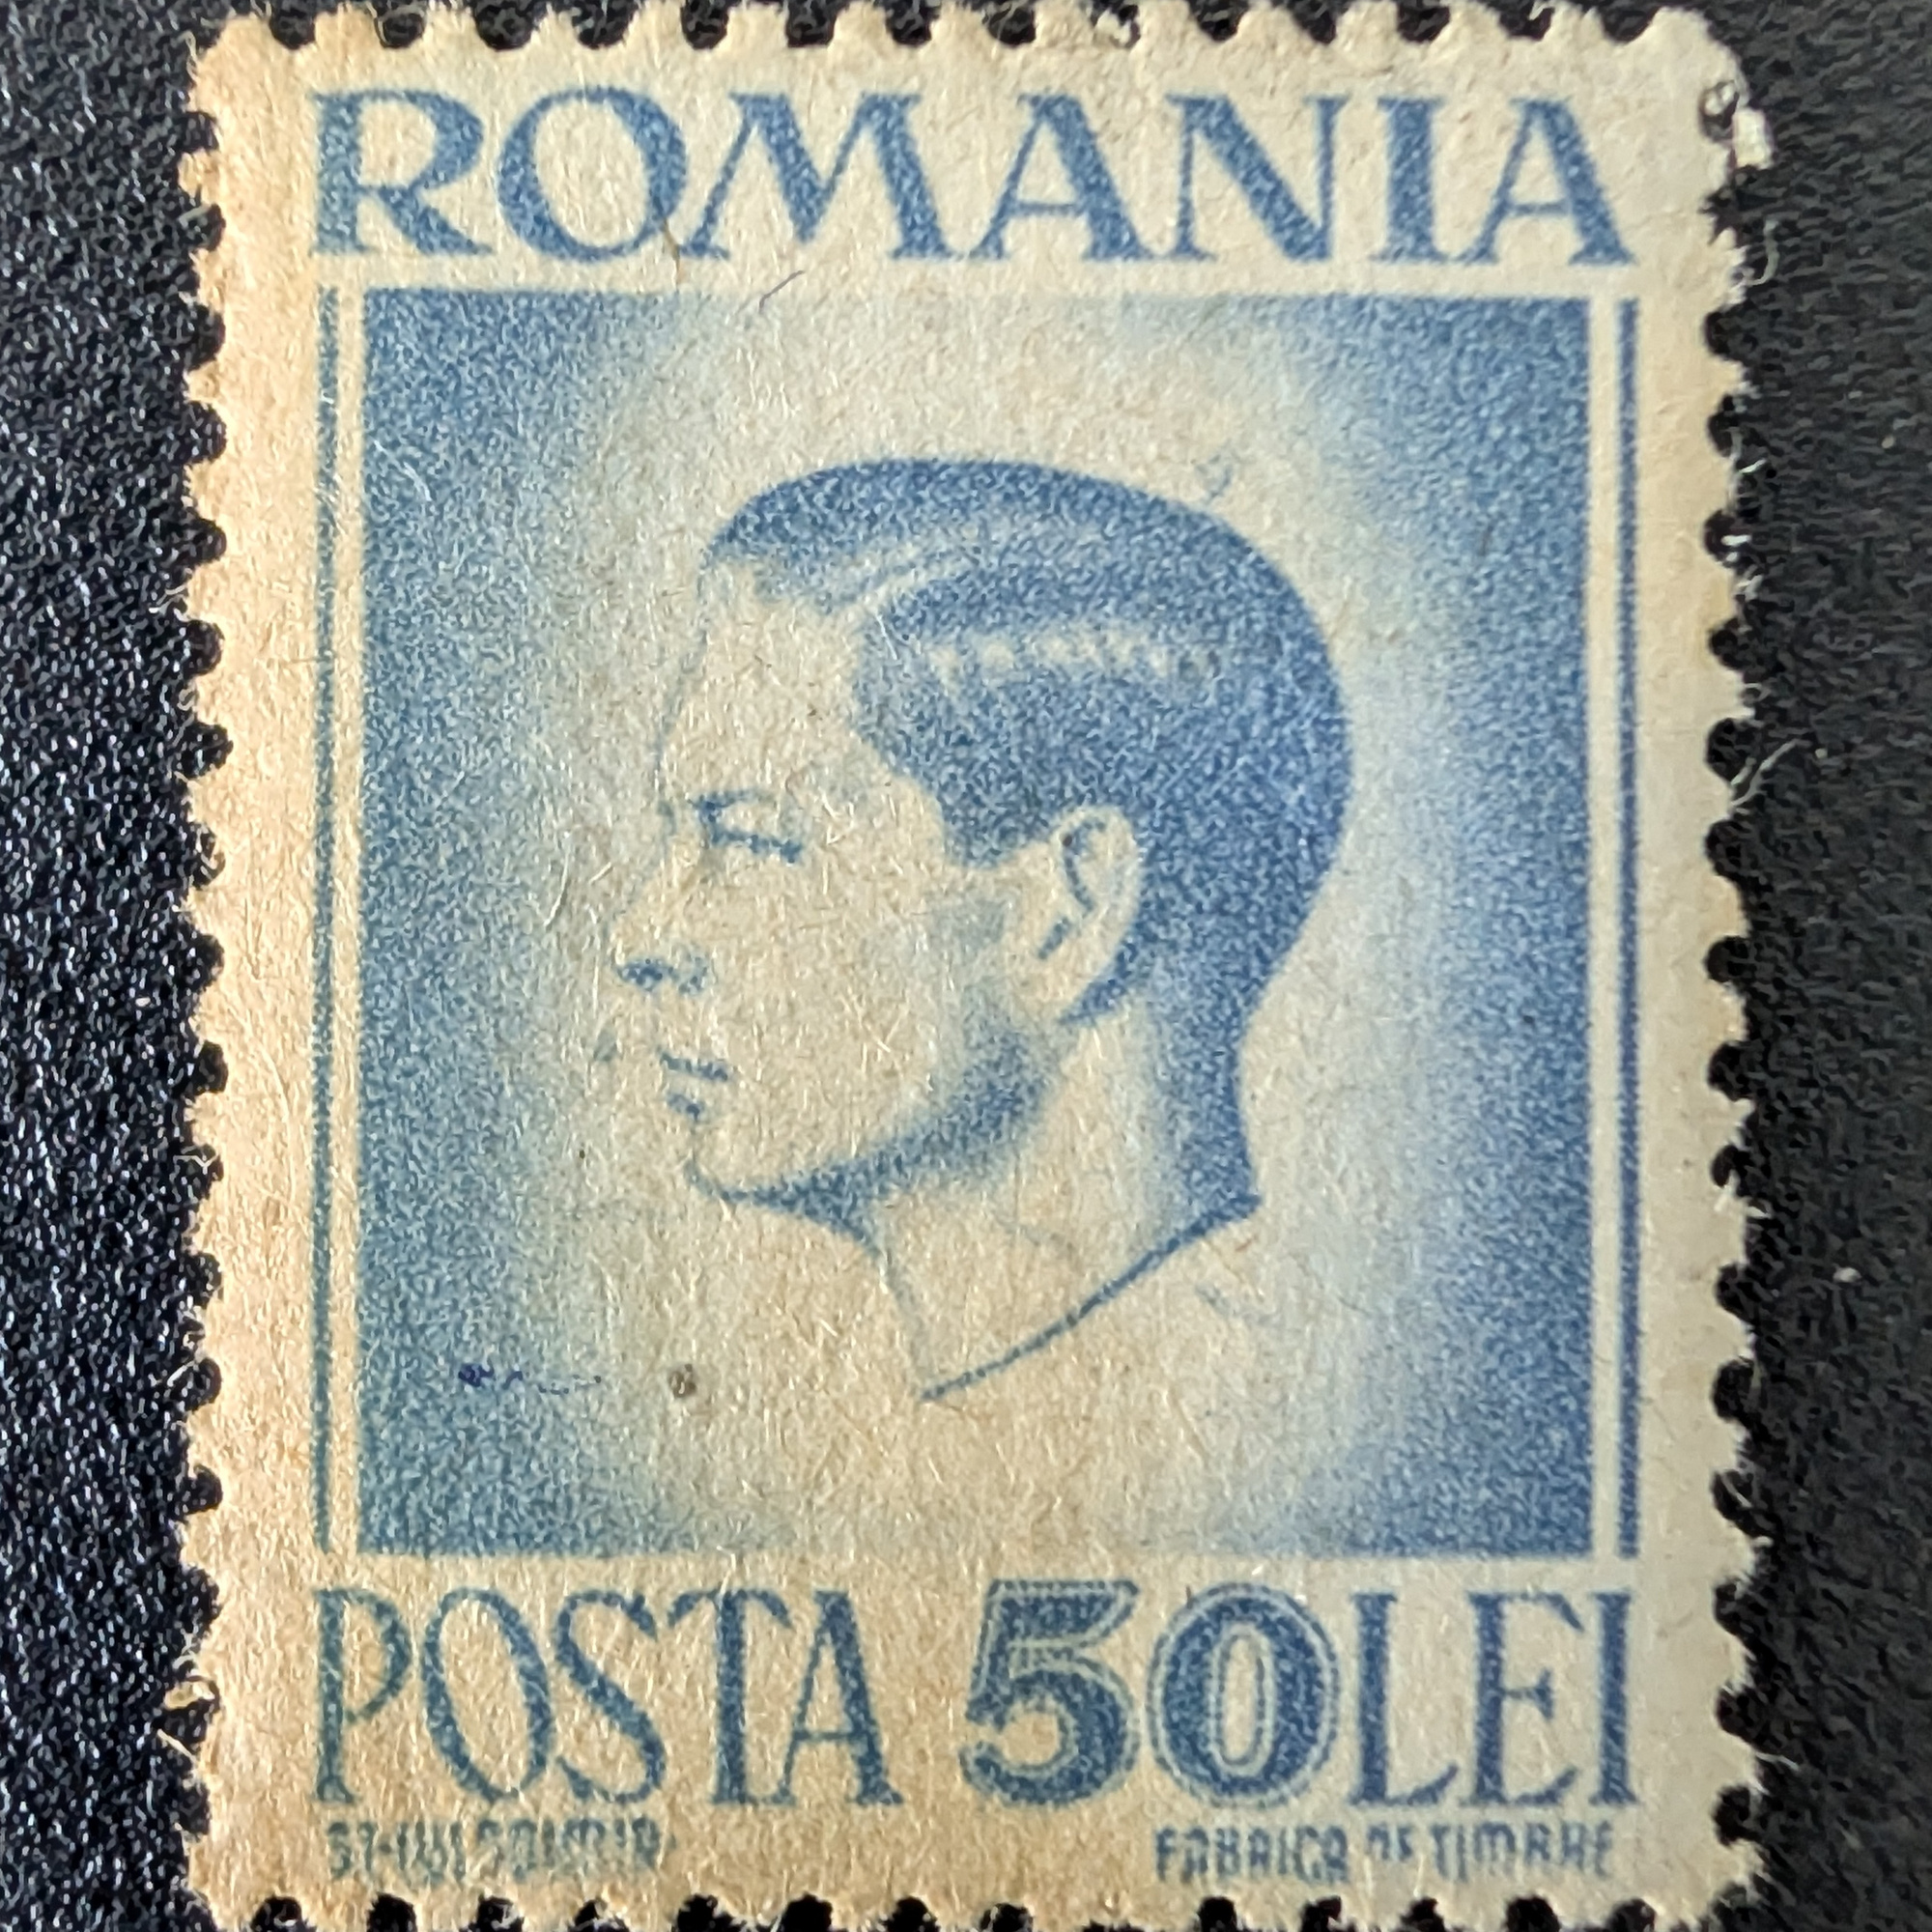 ROMANIA
POSTA 50 LEI
FABRICA DE TIMBRE